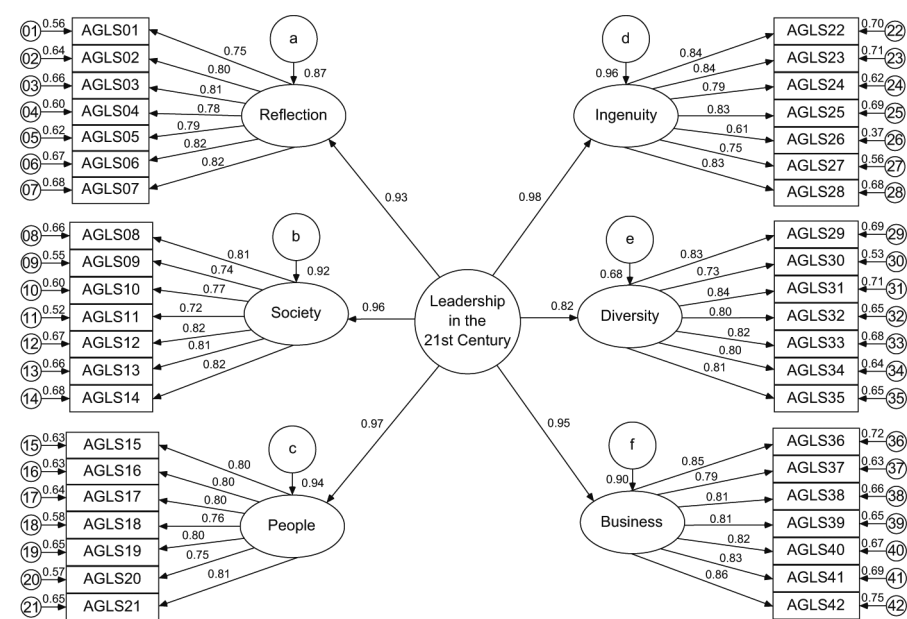 01 0.56 AGLS01
02 0.64 AGLS02
03 0.66 AGLS03
04 0.60 AGLS04
05 0.62 AGLS05
06 0.67 AGLS06
07 0.68 AGLS07
0.75
0.80
0.81
0.78
0.79
0.82
0.82
a
0.87
Reflection
0.93
08 0.66 AGLS08
09 0.55 AGLS09
10 0.60 AGLS10
11 0.52 AGLS11
12 0.67 AGLS12
13 0.66 AGLS13
14 0.68 AGLS14
0.81
0.74
0.77
0.72
0.82
0.81
0.82
b
0.92
Society
0.96
15 0.63 AGLS15
16 0.63 AGLS16
17 0.64 AGLS17
18 0.58 AGLS18
19 0.65 AGLS19
20 0.57 AGLS20
21 0.65 AGLS21
0.80
0.80
0.80
0.76
0.80
0.75
0.81
c
0.94
People
0.97
Leadership
in the
21st Century
d
0.96
Ingenuity
0.98
0.84
0.84
0.79
0.83
0.61
0.75
0.83
AGLS22 0.70 22
AGLS23 0.71 23
AGLS24 0.62 24
AGLS25 0.69 25
AGLS26 0.37 26
AGLS27 0.56 27
AGLS28 0.68 28
e
0.68
Diversity
0.82
0.83
0.73
0.84
0.80
0.82
0.80
0.81
AGLS29 0.69 29
AGLS30 0.53 30
AGLS31 0.71 31
AGLS32 0.65 32
AGLS33 0.68 33
AGLS34 0.64 34
AGLS35 0.65 35
f
0.90
Business
0.95
0.85
0.79
0.81
0.81
0.82
0.83
0.86
AGLS36 0.72 36
AGLS37 0.63 37
AGLS38 0.66 38
AGLS39 0.65 39
AGLS40 0.67 40
AGLS41 0.69 41
AGLS42 0.75 42